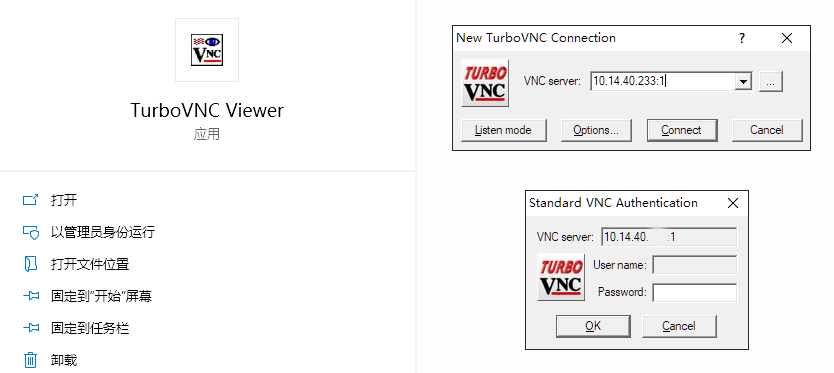 VNC
TurboVNC Viewer
应用
打开
以管理员身份运行
打开文件位置
固定到"开始"屏幕
固定到任务栏
卸载
New TurboVNC Connection ? ×
TURBO
VNC
VNC server: 10.14.40.233:1 ...
Listen mode Options... Connect Cancel
Standard VNC Authentication ×
VNC server: 10.14.40. :1
TURBO
VNC
User name:
Password:
OK Cancel